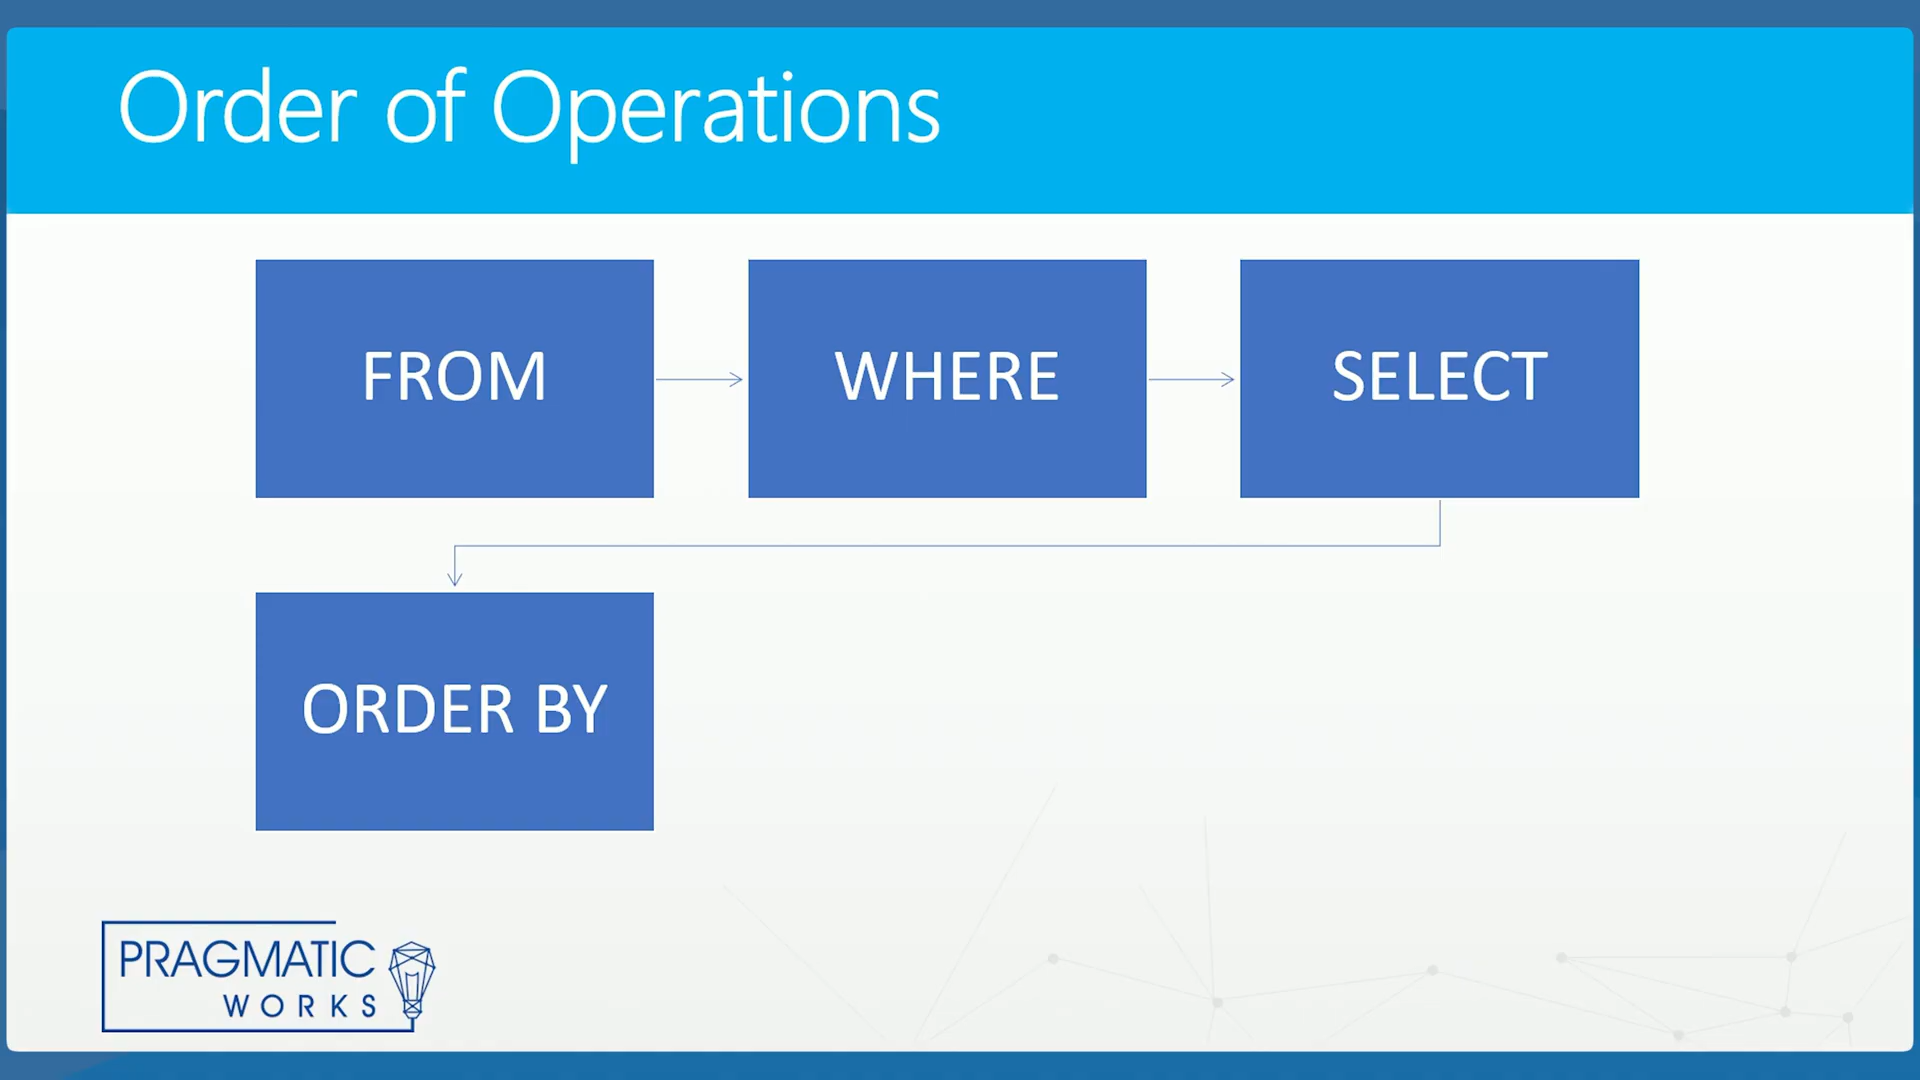 Order of Operations
FROM
WHERE
SELECT
ORDER BY
PRAGMATIC
WORKS